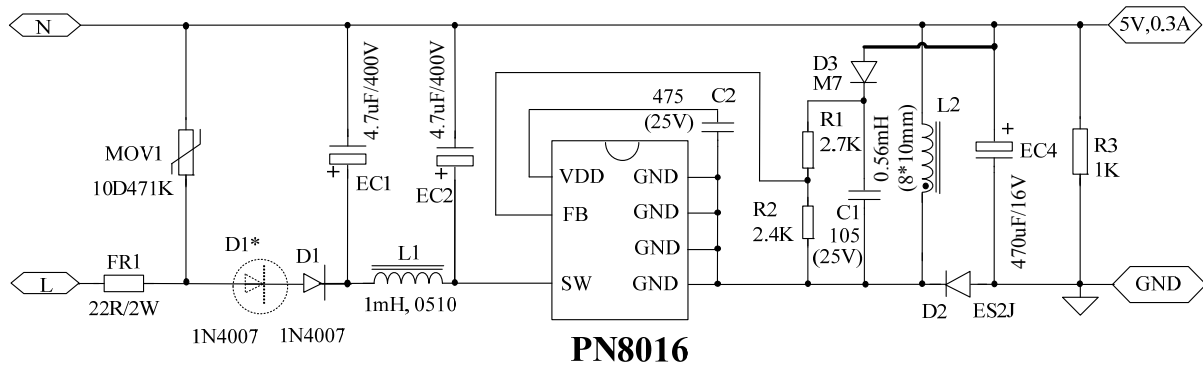 N
5V,0.3A
4.7uF/400V
4.7uF/400V
D3
M7
475
C2
(25V)
L2
R1
2.7K
0.56mH
(8*10mm)
EC4
R3
1K
MOV1
10D471K
EC1
EC2
VDD
GND
FB
GND
GND
SW
GND
R2
2.4K
C1
105
(25V)
470uF/16V
D1*
D1
L1
FR1
L
22R/2W
1mH, 0510
1N4007
1N4007
D2
ES2J
GND
PN8016